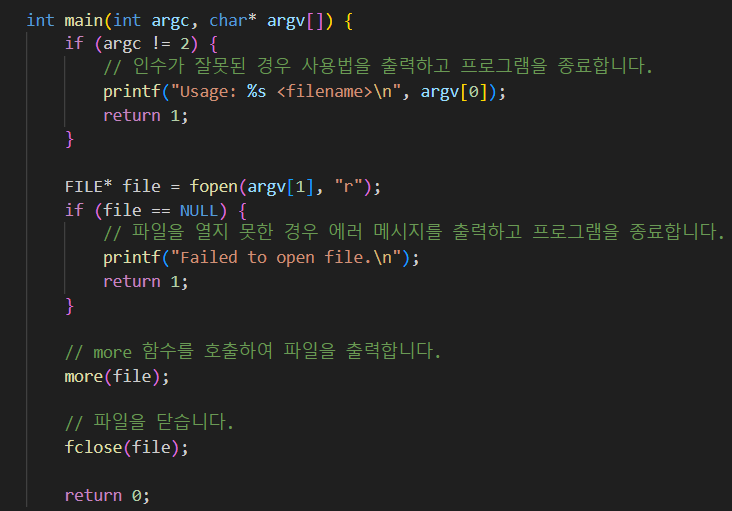 int main(int argc, char* argv[]) {
    if (argc != 2) {
        // 인수가 잘못된 경우 사용법을 출력하고 프로그램을 종료합니다.
        printf("Usage: %s <filename>\n", argv[0]);
        return 1;
    }

    FILE* file = fopen(argv[1], "r");
    if (file == NULL) {
        // 파일을 열지 못한 경우 에러 메시지를 출력하고 프로그램을 종료합니다.
        printf("Failed to open file.\n");
        return 1;
    }

    // more 함수를 호출하여 파일을 출력합니다.
    more(file);

    // 파일을 닫습니다.
    fclose(file);

    return 0;